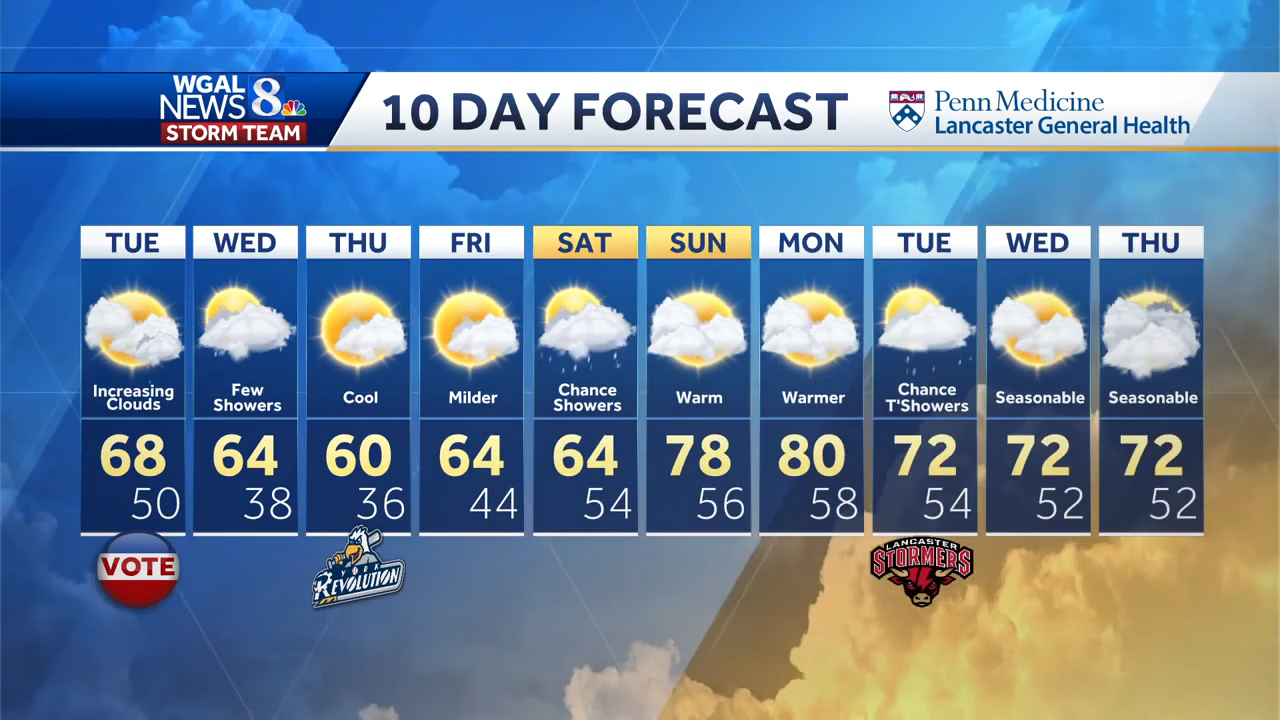 WGAL
NEWS 8
STORM TEAM
10 DAY FORECAST
Penn Medicine
Lancaster General Health
TUE WED THU FRI SAT SUN MON TUE WED THU
Increasing Clouds
Few Showers
Cool
Milder
Chance Showers
Warm
Warmer
Chance T'Showers
Seasonable
Seasonable
68 64 60 64 64 78 80 72 72 72
50 38 36 44 54 56 58 54 52 52
VOTE
YORK
REVOLUTION
LANCASTER
STORMERS